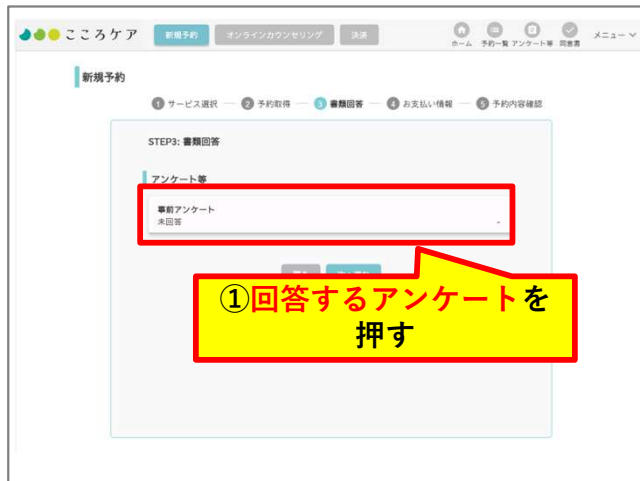 こころケア 新規予約 オンラインカウンセリング 決済 ホーム 予約一覧 アンケート等 同意書 メニュー
新規予約
1 サービス選択 2 予約取得 3 書類回答 4 お支払い情報 5 予約内容確認
STEP3: 書類回答
アンケート等
事前アンケート
未回答
①回答するアンケートを
押す